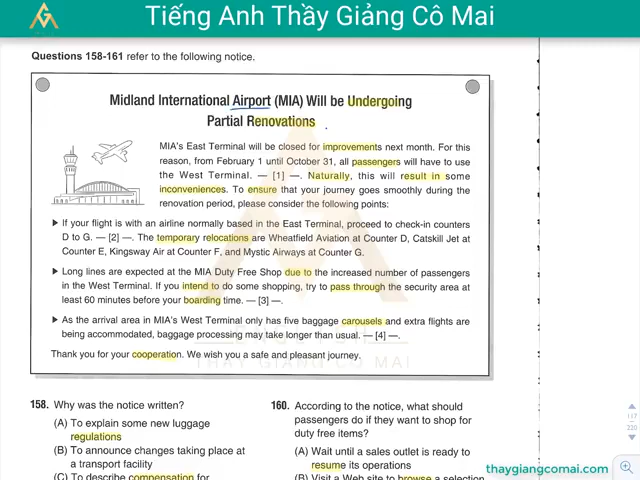 Tiếng Anh Thầy Giảng Cô Mai
Questions 158-161 refer to the following notice.
Midland International Airport (MIA) Will be Undergoing
Partial Renovations
MIA's East Terminal will be closed for improvements next month. For this
reason, from February 1 until October 31, all passengers will have to use
the West Terminal. — [1] —. Naturally, this will result in some
inconveniences. To ensure that your journey goes smoothly during the
renovation period, please consider the following points:
▶ If your flight is with an airline normally based in the East Terminal, proceed to check-in counters
D to G. — [2] —. The temporary relocations are Wheatfield Aviation at Counter D, Catskill Jet at
Counter E, Kingsway Air at Counter F, and Mystic Airways at Counter G.
▶ Long lines are expected at the MIA Duty Free Shop due to the increased number of passengers
in the West Terminal. If you intend to do some shopping, try to pass through the security area at
least 60 minutes before your boarding time. — [3] —.
▶ As the arrival area in MIA's West Terminal only has five baggage carousels and extra flights are
being accommodated, baggage processing may take longer than usual. — [4] —.
Thank you for your cooperation. We wish you a safe and pleasant journey.
THẦY GIẢNG CÔ MAI
158. Why was the notice written?
(A) To explain some new luggage
regulations
(B) To announce changes taking place at
a transport facility
(C) To describe compensation for
160. According to the notice, what should
passengers do if they want to shop for
duty free items?
(A) Wait until a sales outlet is ready to
resume its operations
(B) Visit a Web site to browse a selection
117
220
thaygiangcomai.com